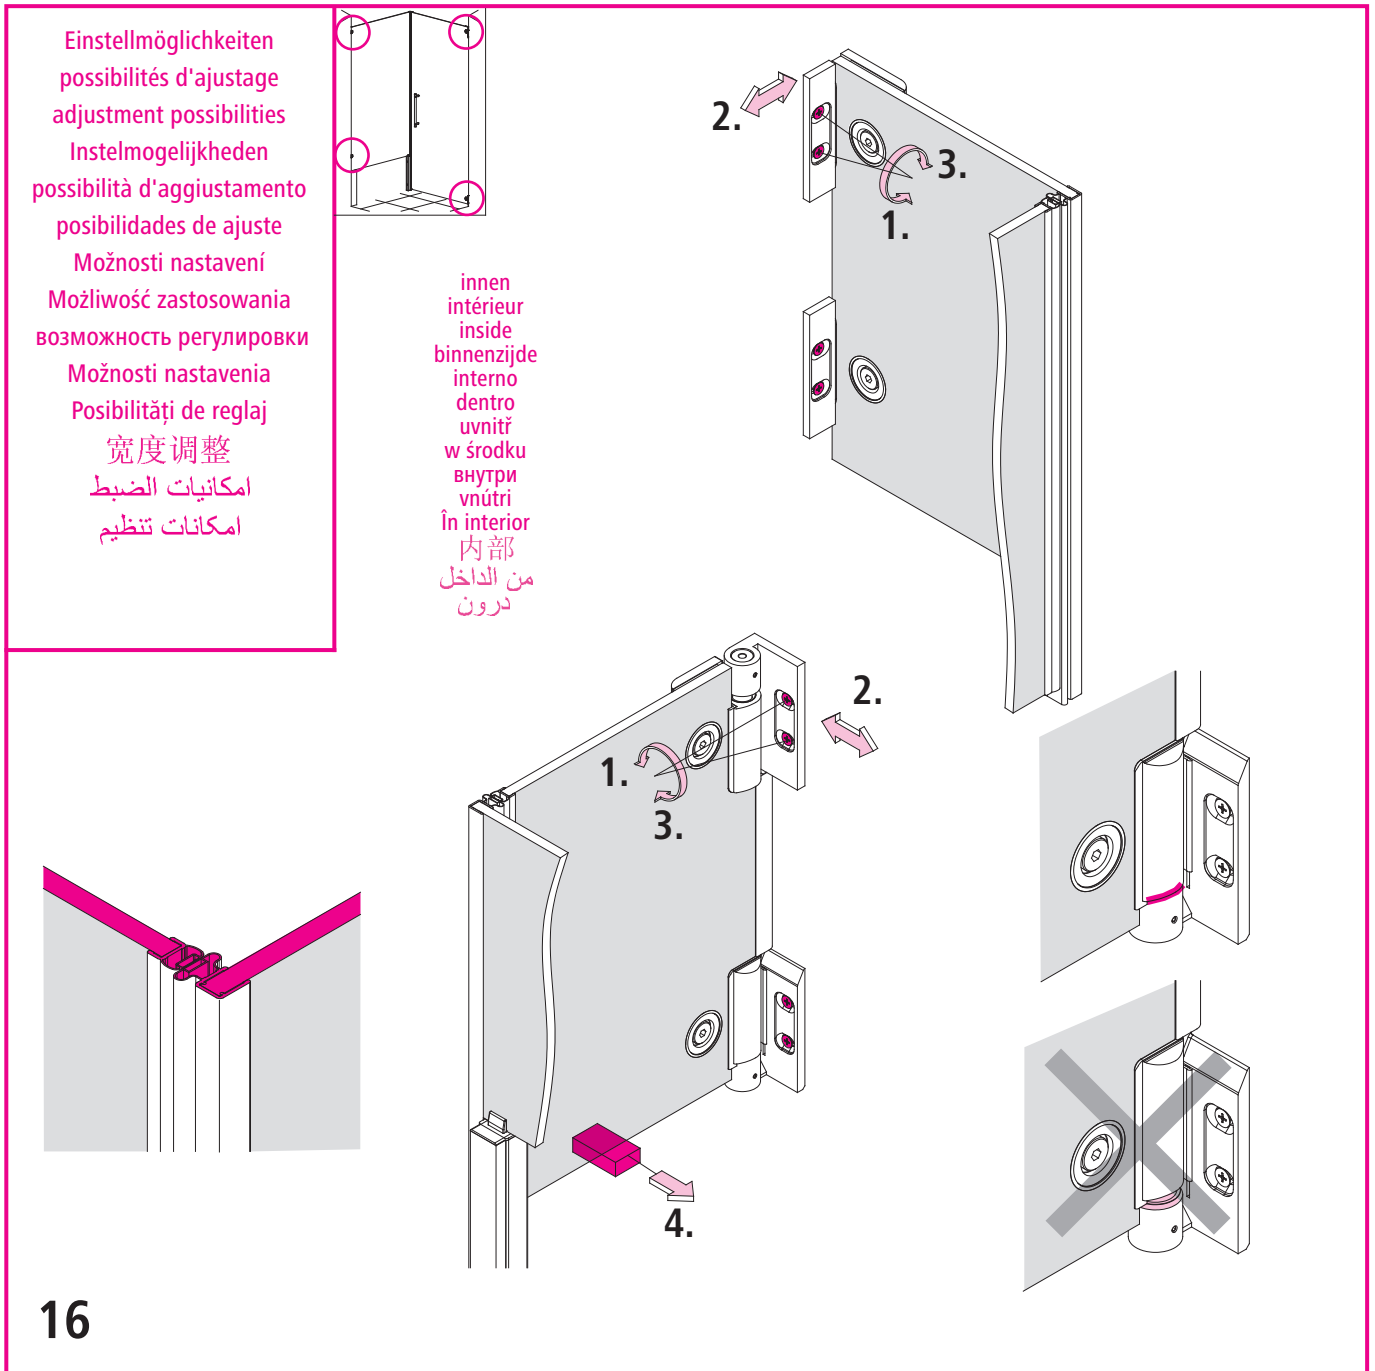 Einstellmöglichkeiten
possibilités d'ajustage
adjustment possibilities
Instelmogelijkheden
possibilità d'aggiustamento
posibilidades de ajuste
Možnosti nastavení
Możliwość zastosowania
возможность регулировки
Možnosti nastavenia
Posibilități de reglaj
宽度调整
امكانيات الضبط
امكانات تنظيم
innen
intérieur
inside
binnenzijde
interno
dentro
uvnitř
w środku
внутри
vnútri
În interior
内部
من الداخل
درون
2.
3.
1.
2.
1.
3.
4.
16